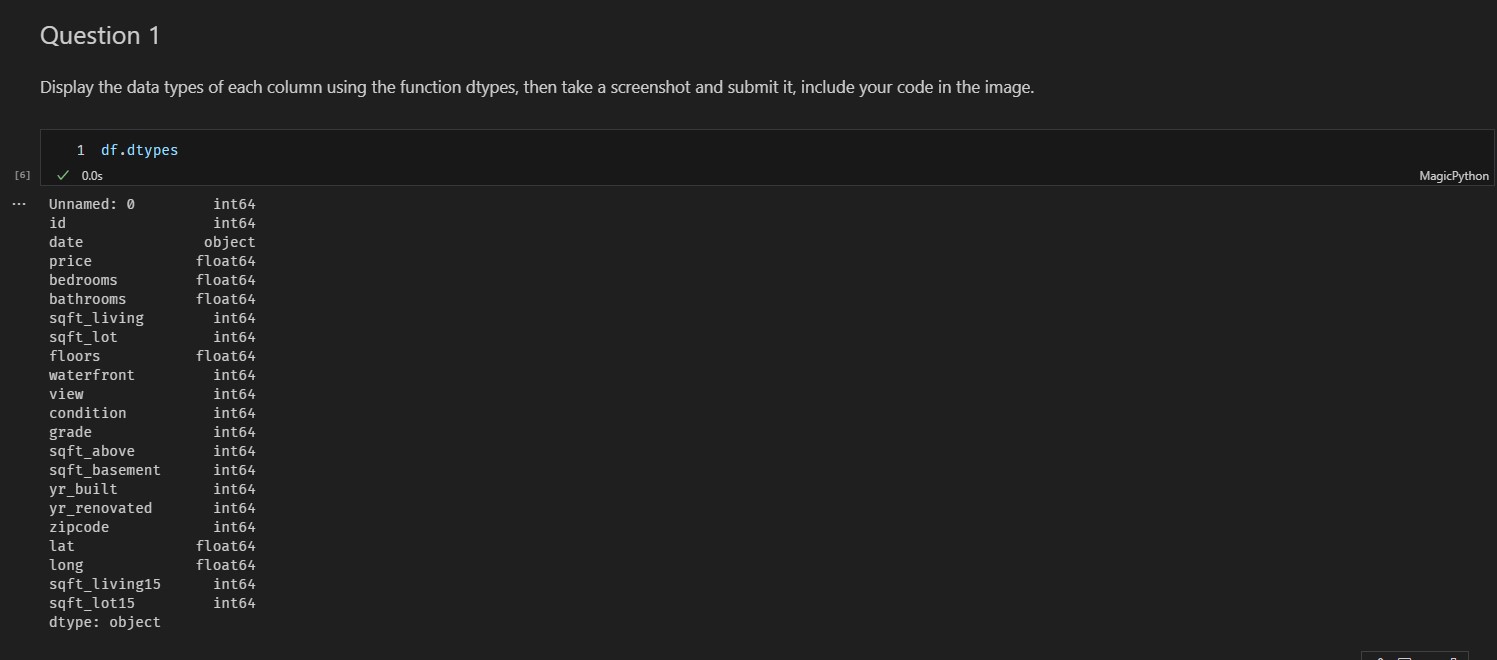 Question 1
Display the data types of each column using the function dtypes, then take a screenshot and submit it, include your code in the image.
1 df.dtypes
[6] ✓ 0.0s MagicPython
... Unnamed: 0 int64
id int64
date object
price float64
bedrooms float64
bathrooms float64
sqft_living int64
sqft_lot int64
floors float64
waterfront int64
view int64
condition int64
grade int64
sqft_above int64
sqft_basement int64
yr_built int64
yr_renovated int64
zipcode int64
lat float64
long float64
sqft_living15 int64
sqft_lot15 int64
dtype: object